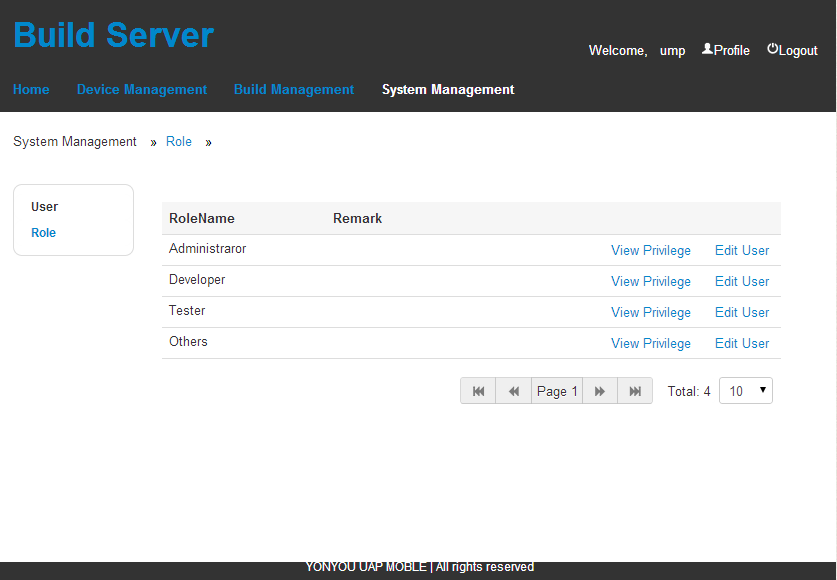 Build Server
Welcome, ump Profile Logout
Home Device Management Build Management System Management
System Management » Role »
User
Role
RoleName Remark
Administraror View Privilege Edit User
Developer View Privilege Edit User
Tester View Privilege Edit User
Others View Privilege Edit User
Page 1 Total: 4 10
YONYOU UAP MOBLE | All rights reserved